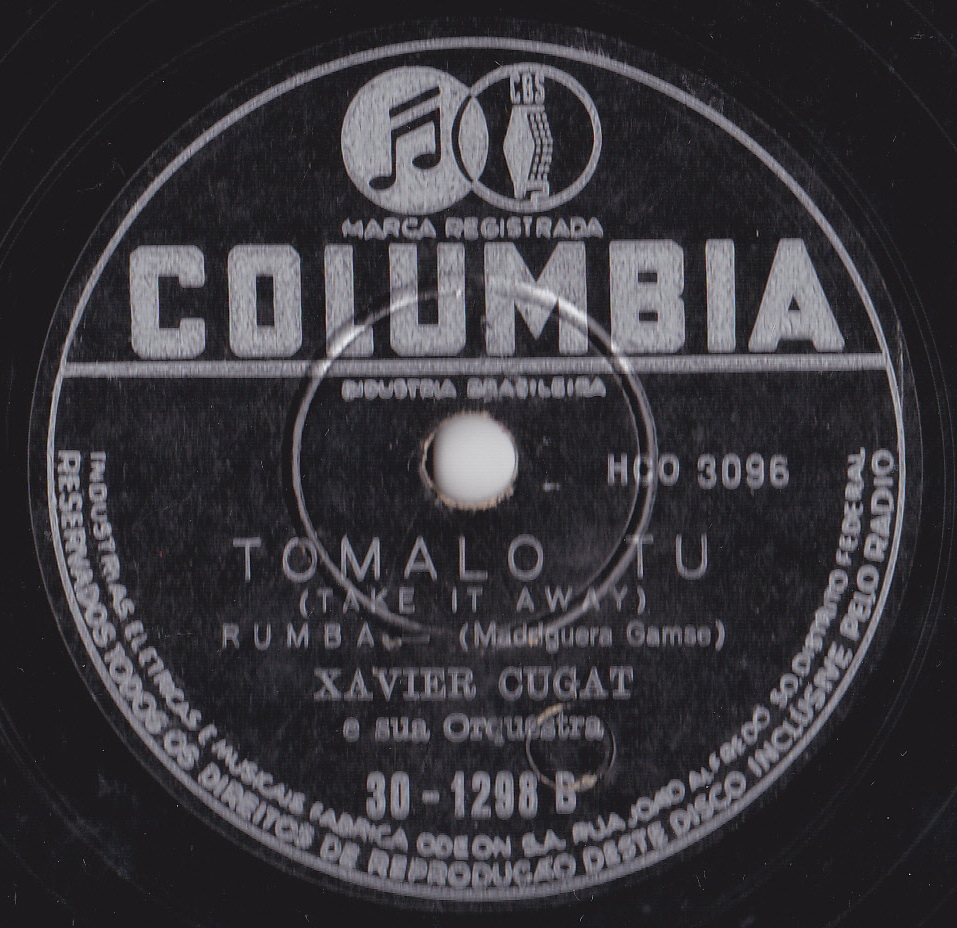 CBS
MARCA REGISTRADA
COLUMBIA
INDUSTRIA BRASILEIRA
HCO 3096
TOMALO TU
(TAKE IT AWAY)
RUMBA — (Madriguera Gamse)
XAVIER CUGAT
e sua Orquestra
30 - 1298 B
INDUSTRIAS ELETRICAS E MUSICAIS FABRICA ODEON S.A. RUA JOÃO ALFREDO 50. DISTRITO FEDERAL
RESERVADOS TODOS OS DIREITOS DE REPRODUÇÃO DESTE DISCO INCLUSIVE PELO RADIO